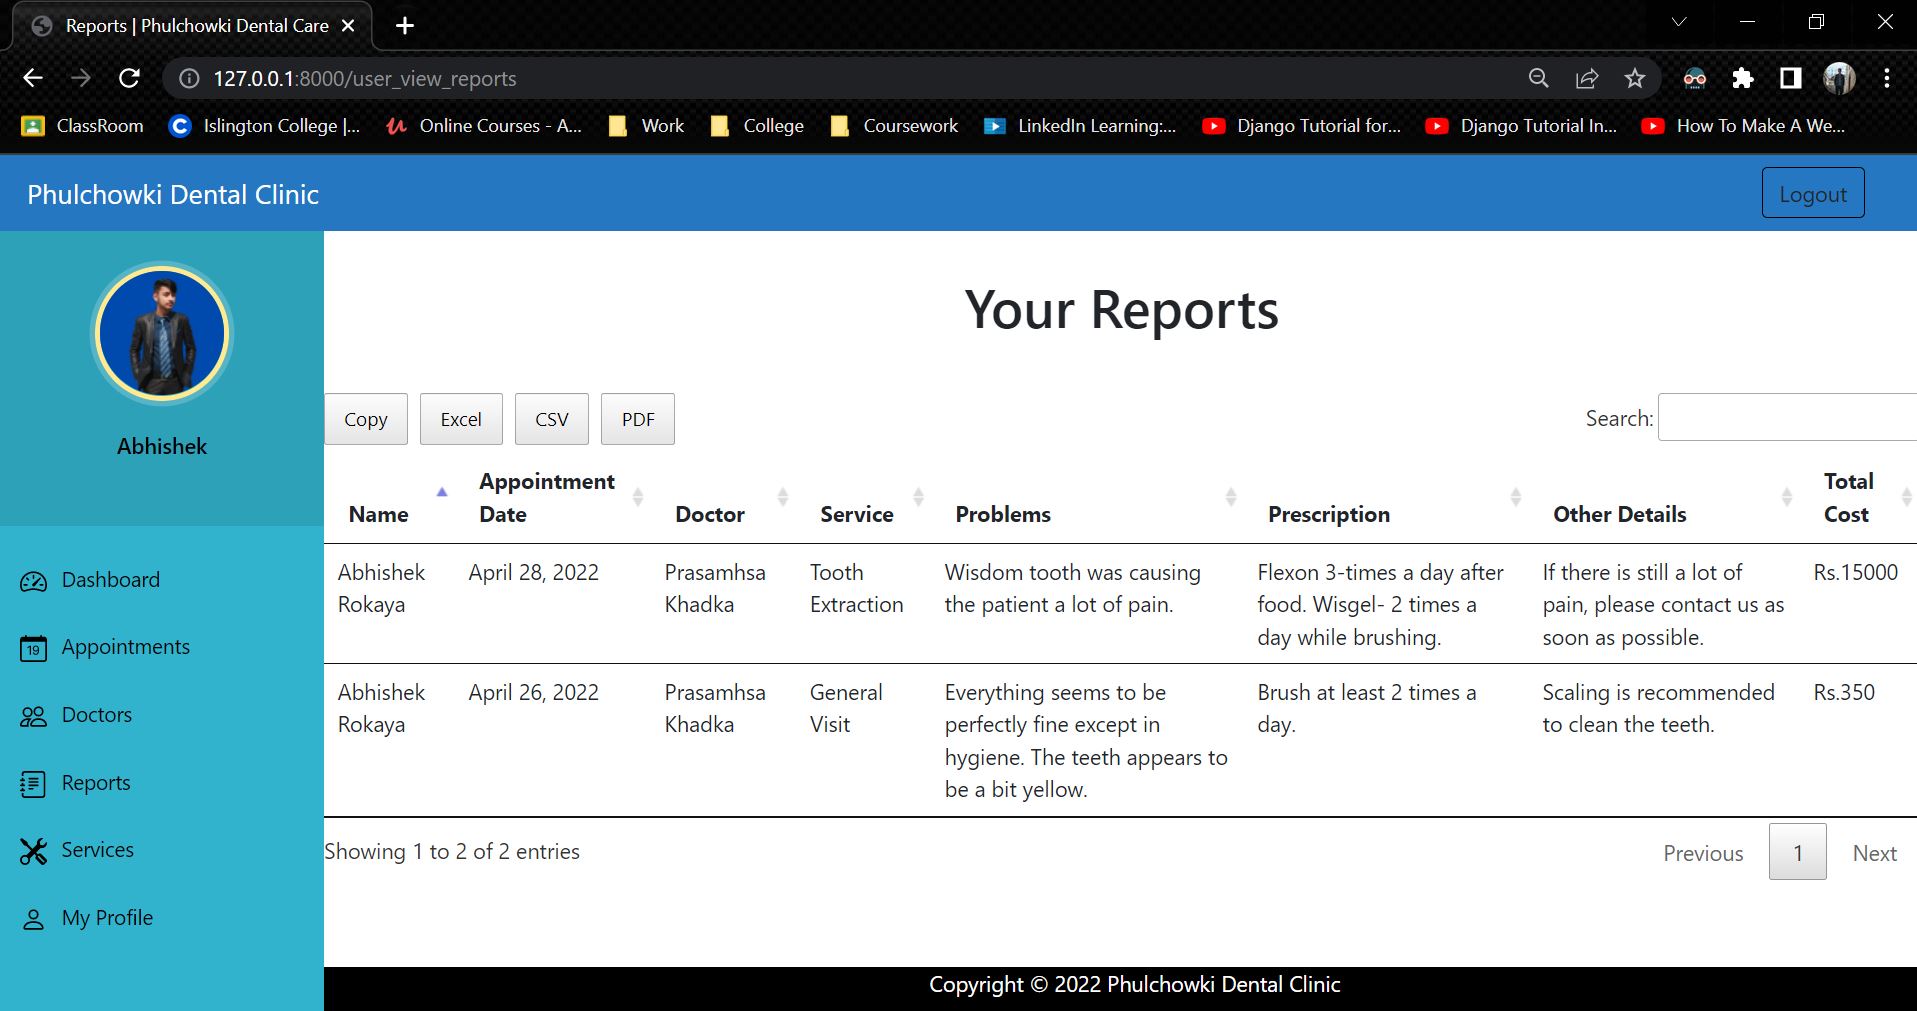 Reports | Phulchowki Dental Care
127.0.0.1:8000/user_view_reports
ClassRoom
Islington College |...
Online Courses - A...
Work
College
Coursework
LinkedIn Learning:...
Django Tutorial for...
Django Tutorial In...
How To Make A We...
Phulchowki Dental Clinic
Logout
Abhishek
Dashboard
19
Appointments
Doctors
Reports
Services
My Profile
Your Reports
Copy Excel CSV PDF
Search:
Name
Appointment
Date
Doctor
Service
Problems
Prescription
Other Details
Total
Cost
Abhishek
Rokaya
April 28, 2022
Prasamhsa
Khadka
Tooth
Extraction
Wisdom tooth was causing
the patient a lot of pain.
Flexon 3-times a day after
food. Wisgel- 2 times a
day while brushing.
If there is still a lot of
pain, please contact us as
soon as possible.
Rs.15000
Abhishek
Rokaya
April 26, 2022
Prasamhsa
Khadka
General
Visit
Everything seems to be
perfectly fine except in
hygiene. The teeth appears to
be a bit yellow.
Brush at least 2 times a
day.
Scaling is recommended
to clean the teeth.
Rs.350
Showing 1 to 2 of 2 entries
Previous 1 Next
Copyright © 2022 Phulchowki Dental Clinic